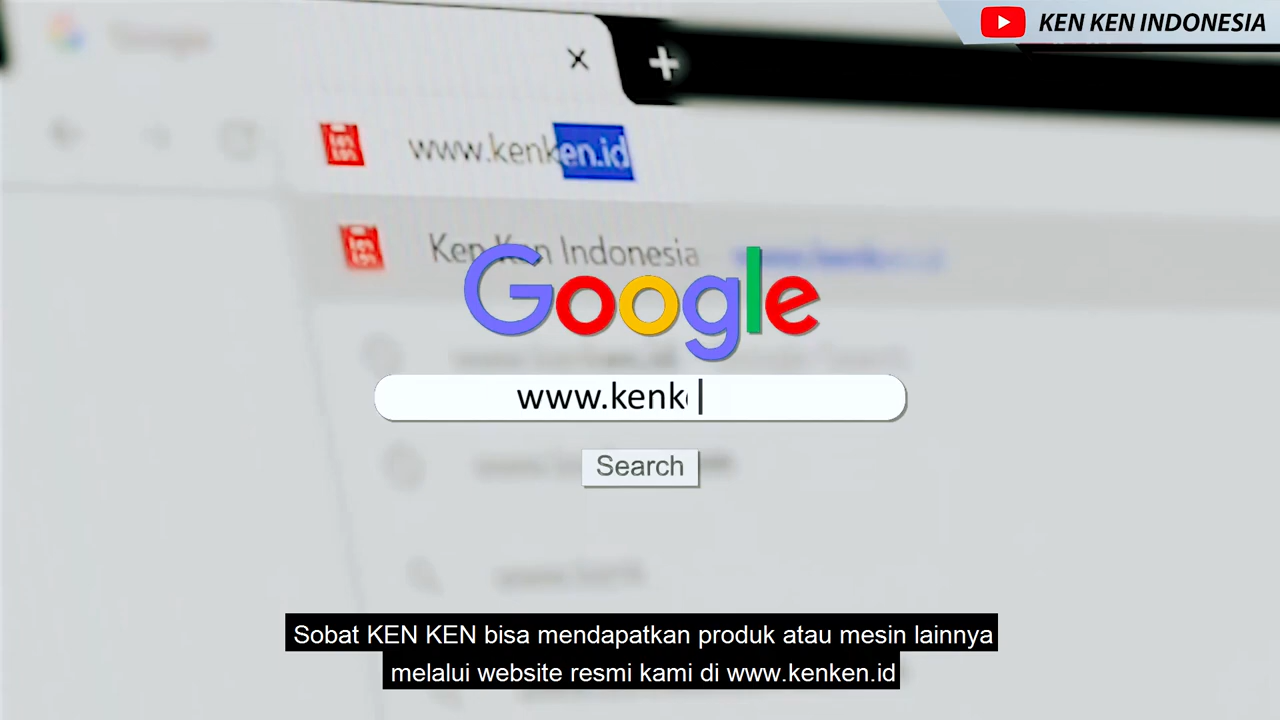 KEN KEN INDONESIA
Google
www.kenken.id
Ken Ken Indonesia
Google
www.kenk
Search
Sobat KEN KEN bisa mendapatkan produk atau mesin lainnya
melalui website resmi kami di www.kenken.id